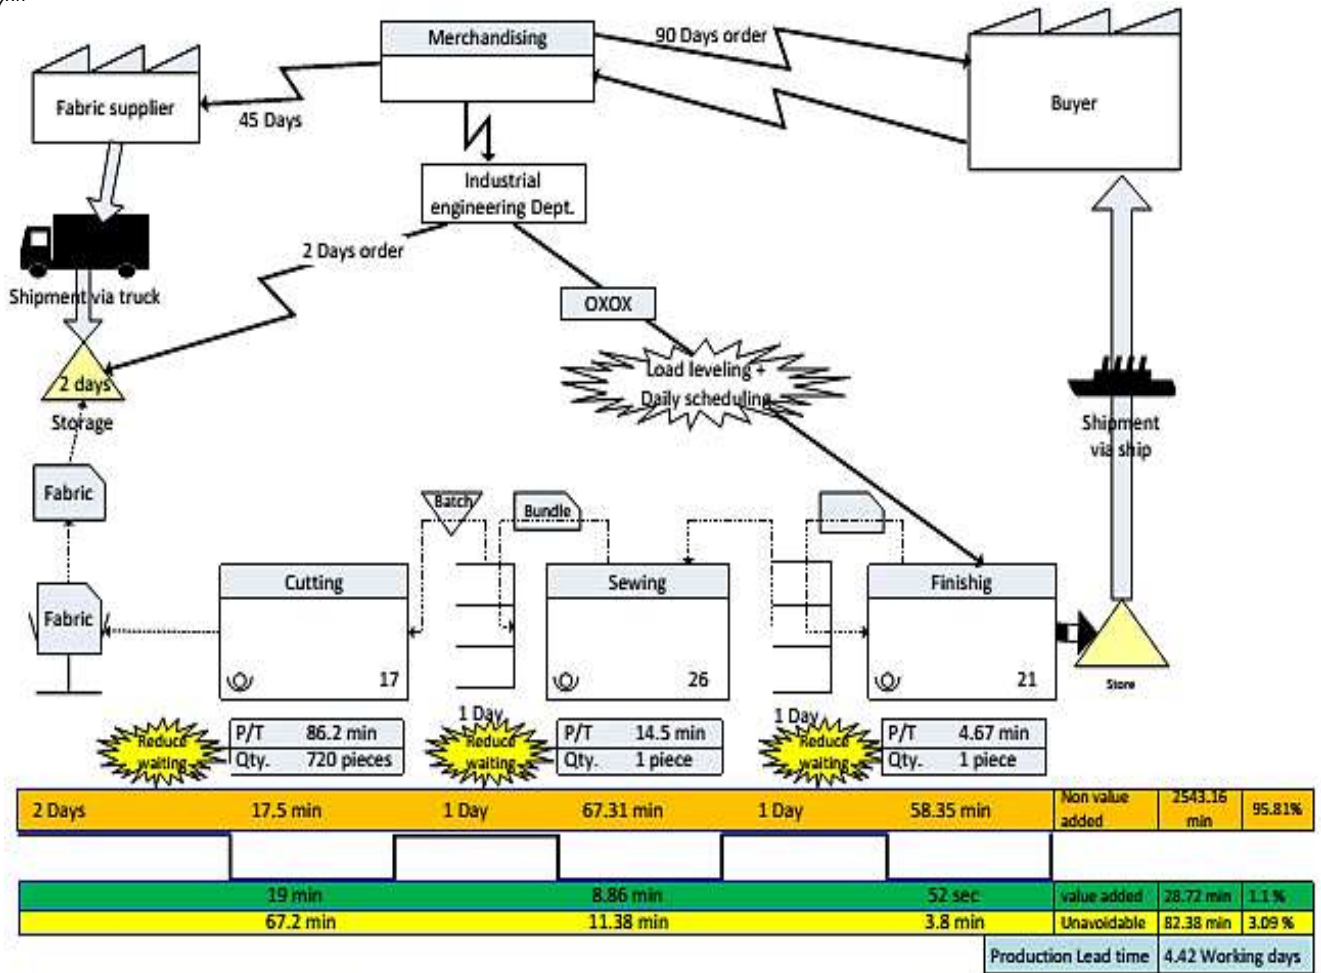 Merchandising
90 Days order
Fabric supplier
45 Days
Buyer
Industrial
engineering Dept.
2 Days order
Shipment via truck
OXOX
2 days
Storage
Load leveling +
Daily scheduling
Shipment
via ship
Fabric
Batch
Bundle
Fabric
Cutting
17
Sewing
26
Finishig
21
Store
1 Day
1 Day
Reduce
waiting
P/T 86.2 min
Qty. 720 pieces
Reduce
waiting
P/T 14.5 min
Qty. 1 piece
Reduce
waiting
P/T 4.67 min
Qty. 1 piece
2 Days 17.5 min 1 Day 67.31 min 1 Day 58.35 min Non value added 2543.16 min 95.81%
19 min 8.86 min 52 sec value added 28.72 min 1.1 %
67.2 min 11.38 min 3.8 min Unavoidable 82.38 min 3.09 %
Production Lead time 4.42 Working days